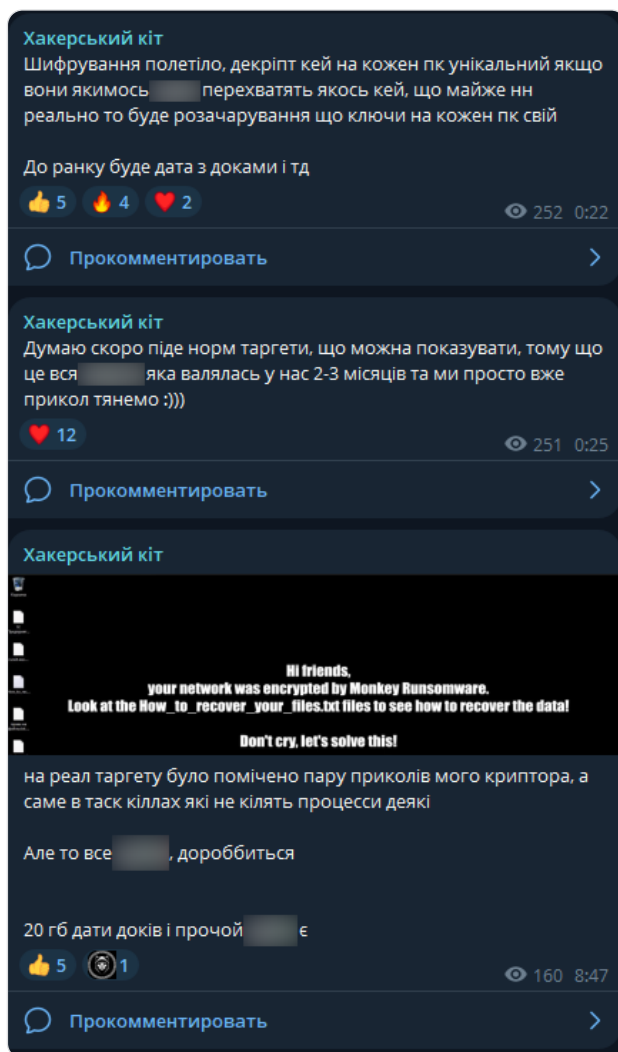 Хакерський кіт
Шифрування полетіло, декріпт кей на кожен пк унікальний якщо
вони якимось перехватять якось кей, що майже нн
реально то буде розачарування що ключи на кожен пк свій
До ранку буде дата з доками і тд
👍 5 🔥 4 ❤️ 2
252 0:22
Прокомментировать
Хакерський кіт
Думаю скоро піде норм таргети, що можна показувати, тому що
це вся яка валялась у нас 2-3 місяців та ми просто вже
прикол тянемо :)))
❤️ 12
251 0:25
Прокомментировать
Хакерський кіт
Hi friends,
your network was encrypted by Monkey Runsomware.
Look at the How_to_recover_your_files.txt files to see how to recover the data!
Don't cry, let's solve this!
на реал таргету було помічено пару приколів мого криптора, а
саме в таск кіллах які не кілять процесси деякі
Але то все , дороббиться
20 гб дати доків і прочой є
👍 5 1
160 8:47
Прокомментировать